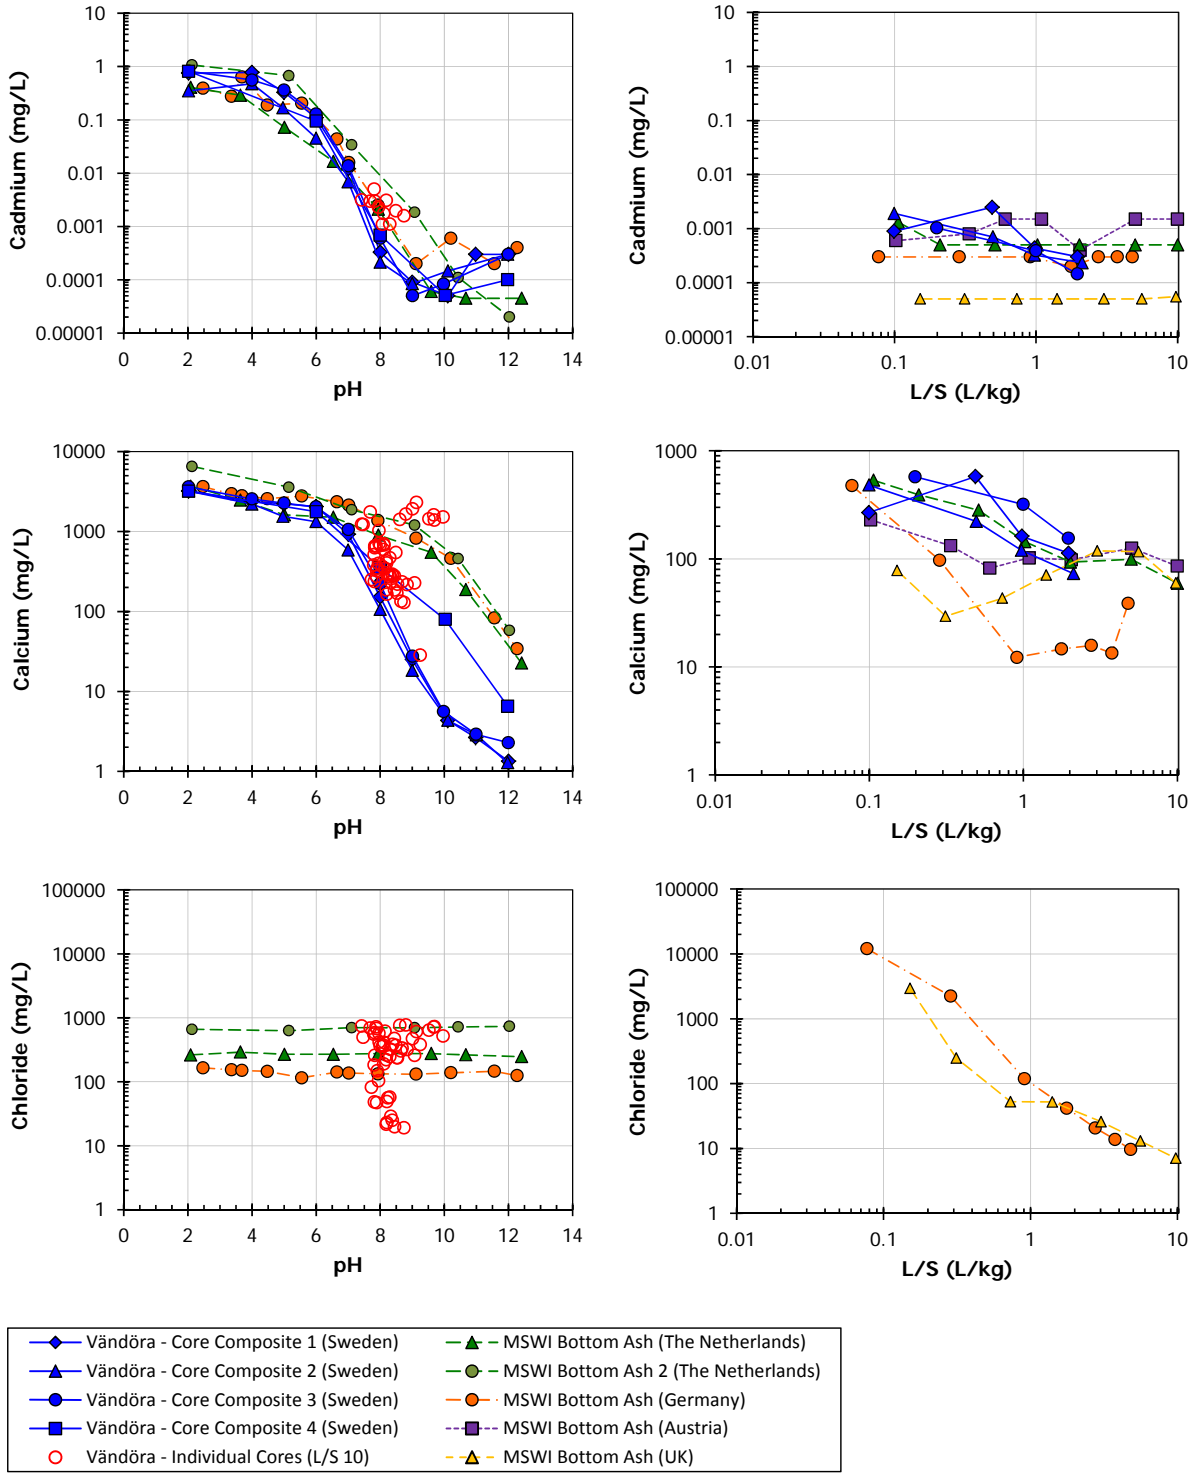 10
1
0.1
0.01
0.001
0.0001
0.00001
Cadmium (mg/L)
0 2 4 6 8 10 12 14
pH
10
1
0.1
0.01
0.001
0.0001
0.00001
Cadmium (mg/L)
0.01 0.1 1 10
L/S (L/kg)
10000
1000
100
10
1
Calcium (mg/L)
0 2 4 6 8 10 12 14
pH
1000
100
10
1
Calcium (mg/L)
0.01 0.1 1 10
L/S (L/kg)
100000
10000
1000
100
10
1
Chloride (mg/L)
0 2 4 6 8 10 12 14
pH
100000
10000
1000
100
10
1
Chloride (mg/L)
0.01 0.1 1 10
L/S (L/kg)
Vändöra - Core Composite 1 (Sweden)
Vändöra - Core Composite 2 (Sweden)
Vändöra - Core Composite 3 (Sweden)
Vändöra - Core Composite 4 (Sweden)
Vändöra - Individual Cores (L/S 10)
MSWI Bottom Ash (The Netherlands)
MSWI Bottom Ash 2 (The Netherlands)
MSWI Bottom Ash (Germany)
MSWI Bottom Ash (Austria)
MSWI Bottom Ash (UK)